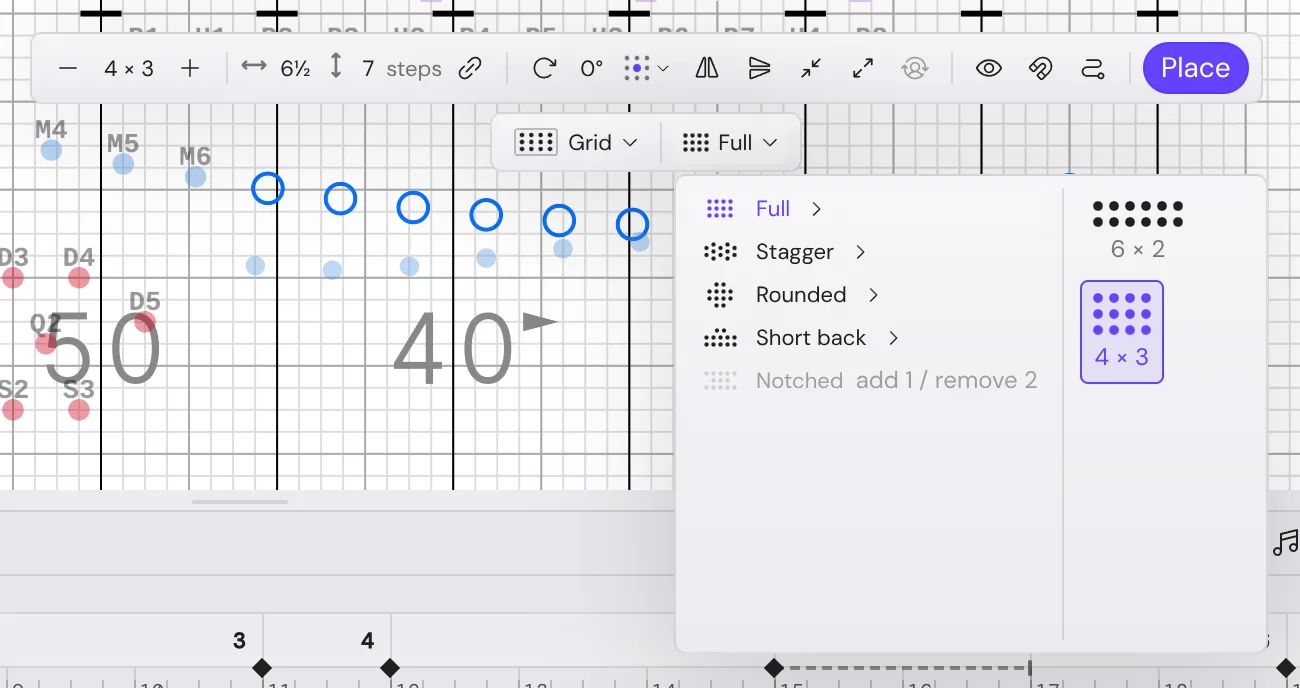 4 × 3 6½ 7 steps 0° Place
M4
M5
M6
Grid Full
Full
Stagger
Rounded
Short back
Notched add 1 / remove 2
6 × 2
4 × 3
D3 D4
D5
Q2
50 40
S2 S3
3 4